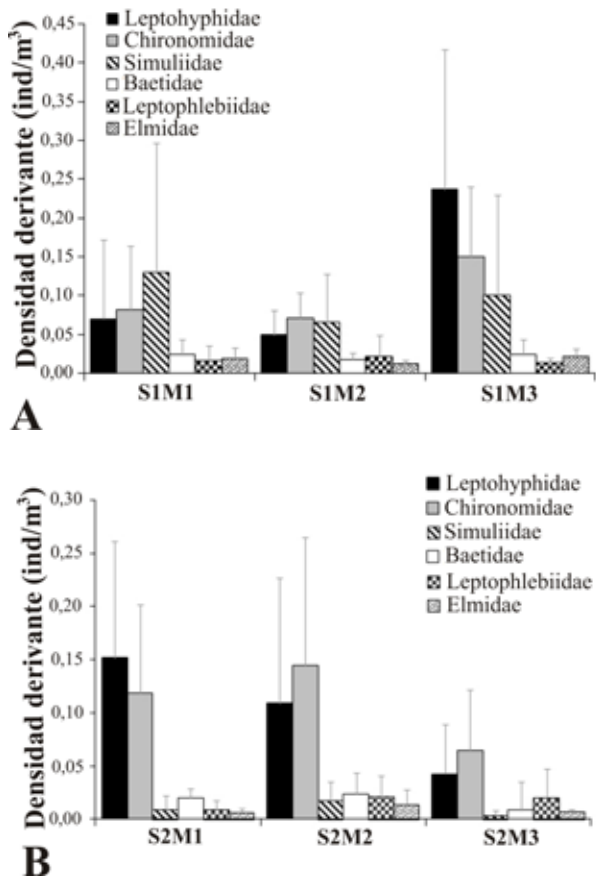 Densidad derivante (ind/m³)
0,45
0,40
0,35
0,30
0,25
0,20
0,15
0,10
0,05
0,00
Leptohyphidae
Chironomidae
Simuliidae
Baetidae
Leptophlebiidae
Elmidae
S1M1
S1M2
S1M3
A
Densidad derivante (ind/m³)
0,30
0,25
0,20
0,15
0,10
0,05
0,00
Leptohyphidae
Chironomidae
Simuliidae
Baetidae
Leptophlebiidae
Elmidae
S2M1
S2M2
S2M3
B